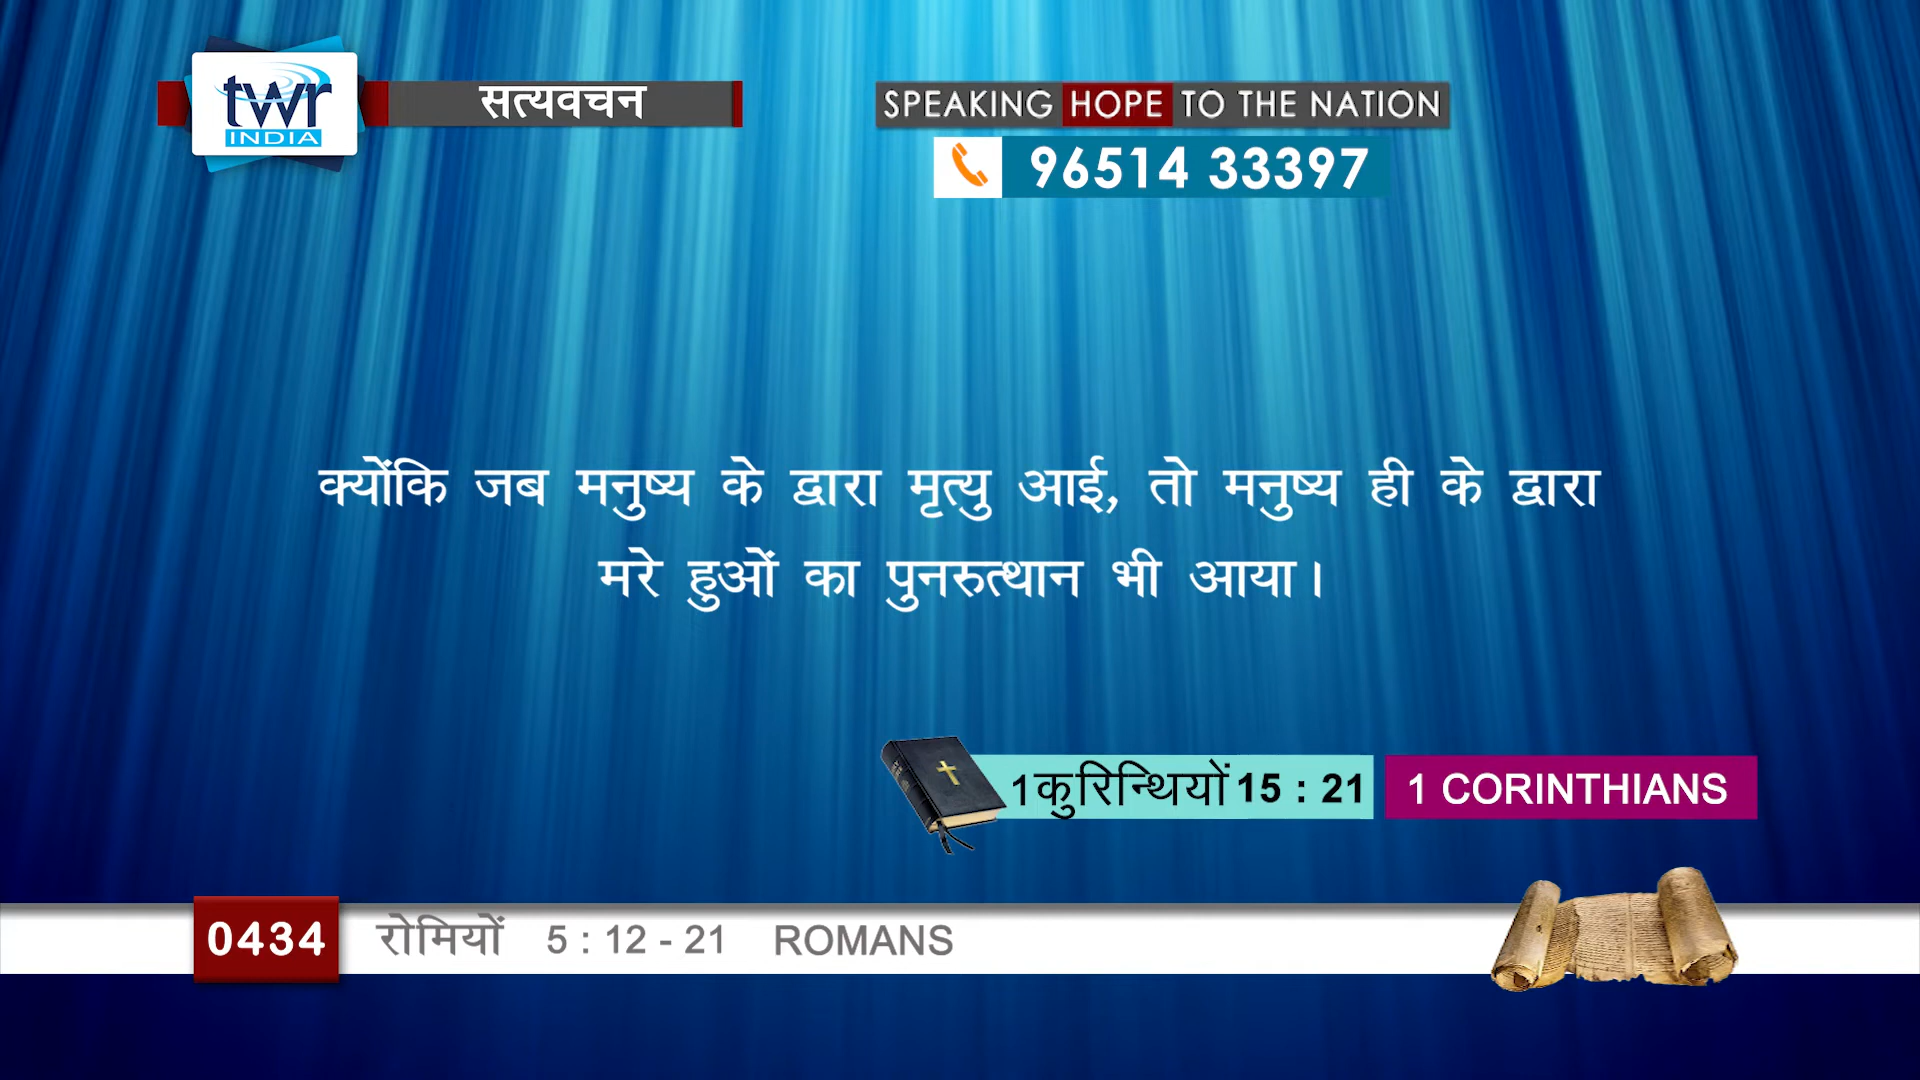 twr
INDIA
सत्यवचन
SPEAKING HOPE TO THE NATION
96514 33397
क्योंकि जब मनुष्य के द्वारा मृत्यु आई, तो मनुष्य ही के द्वारा
मरे हुओं का पुनरुत्थान भी आया।
1कुरिन्थियों 15 : 21
1 CORINTHIANS
0434
रोमियों 5 : 12 - 21 ROMANS